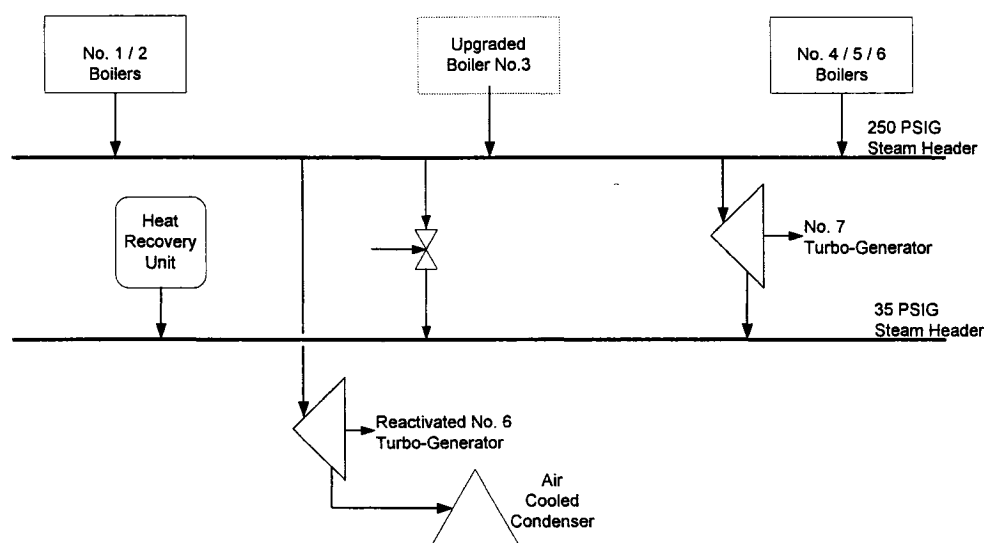 No. 1 / 2
Boilers
Upgraded
Boiler No.3
No. 4 / 5 / 6
Boilers
250 PSIG
Steam Header
Heat
Recovery
Unit
No. 7
Turbo-Generator
35 PSIG
Steam Header
Reactivated No. 6
Turbo-Generator
Air
Cooled
Condenser